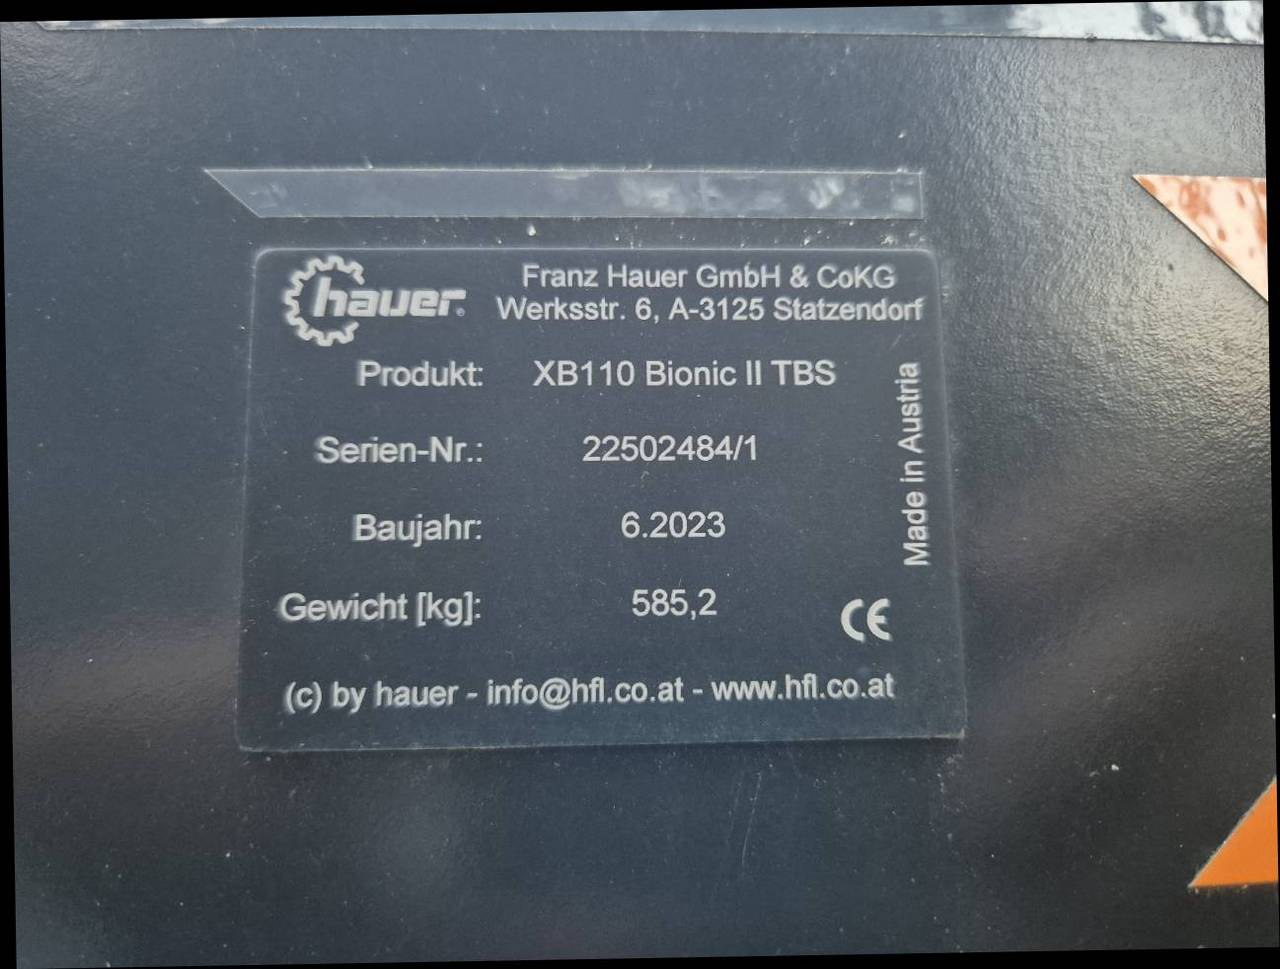 hauer®
Franz Hauer GmbH & CoKG
Werksstr. 6, A-3125 Statzendorf
Produkt: XB110 Bionic II TBS
Serien-Nr.: 22502484/1
Baujahr: 6.2023
Gewicht [kg]: 585,2
Made in Austria
CE
(c) by hauer - info@hfl.co.at - www.hfl.co.at